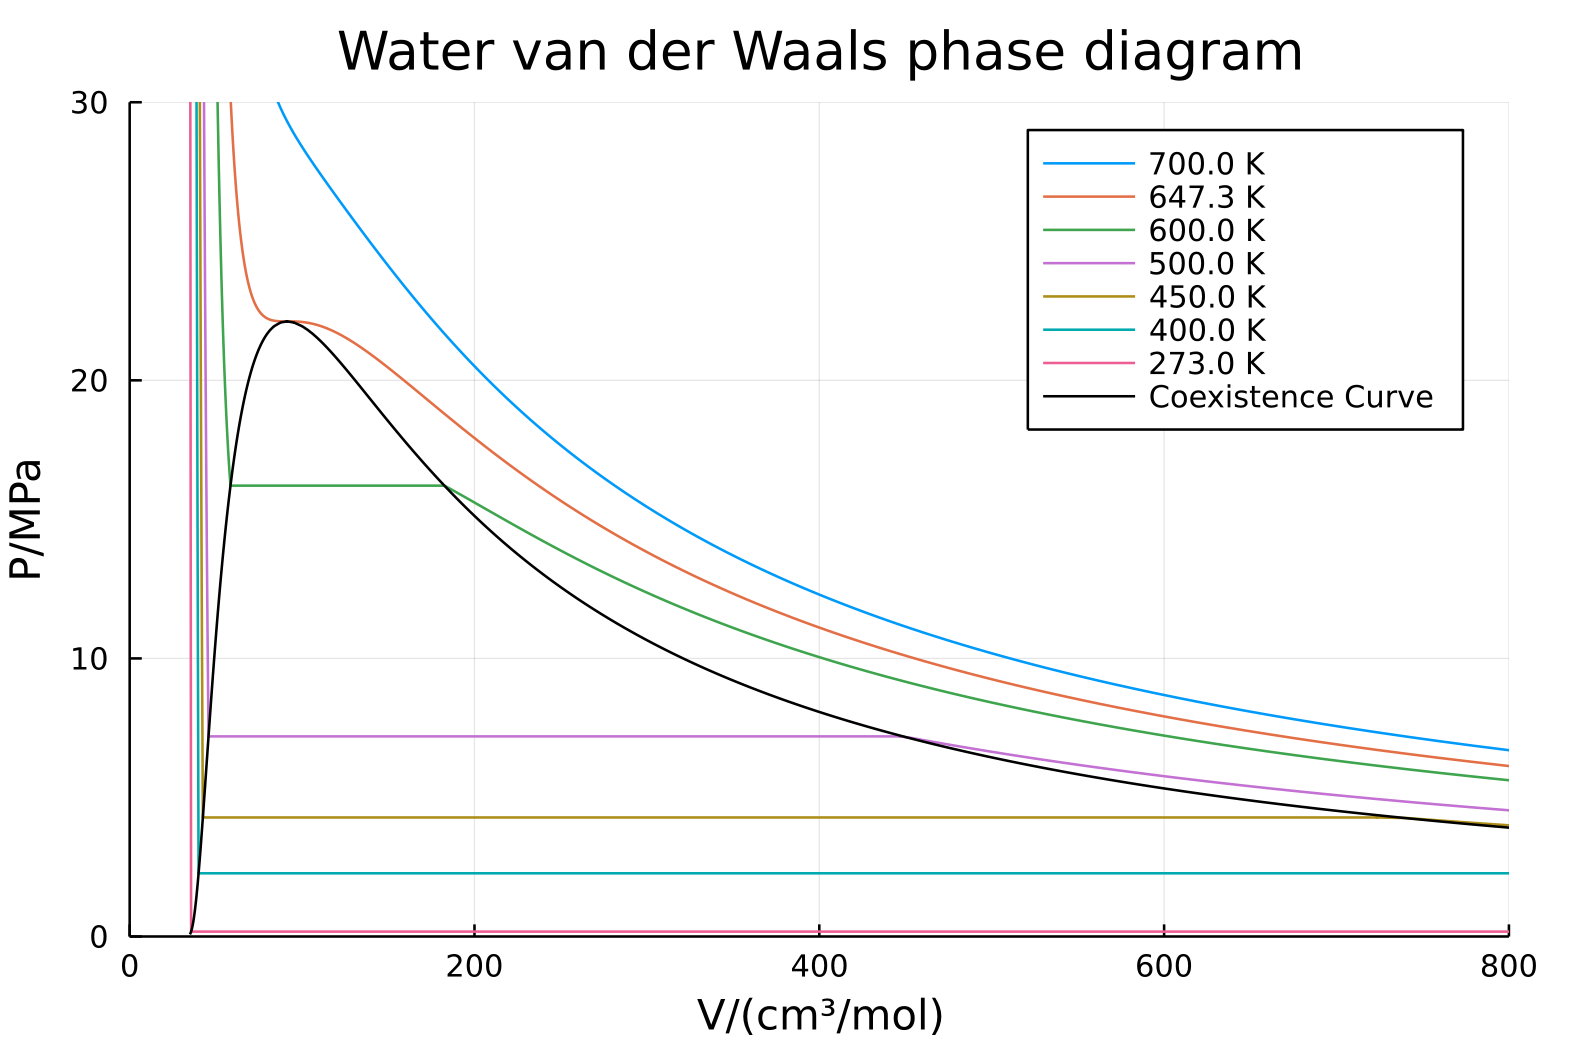 Water van der Waals phase diagram
30
20
10
0
P/MPa
700.0 K
647.3 K
600.0 K
500.0 K
450.0 K
400.0 K
273.0 K
Coexistence Curve
0 200 400 600 800
V/(cm³/mol)